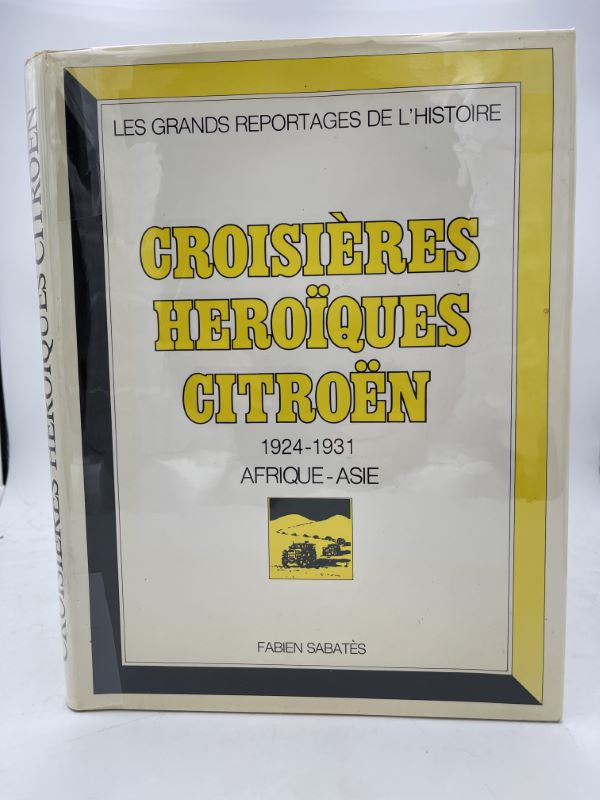 LES GRANDS REPORTAGES DE L'HISTOIRE
CROISIÈRES
HEROÏQUES
CITROËN
1924-1931
AFRIQUE-ASIE
FABIEN SABATÈS
CROISIÈRES HEROÏQUES CITROËN